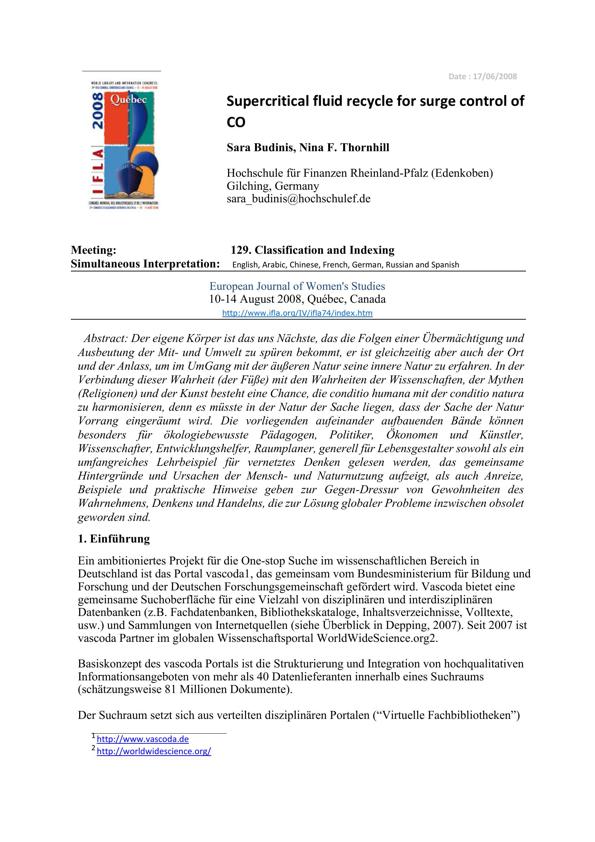 Date : 17/06/2008
WORLD LIBRARY AND INFORMATION CONGRESS:
Québec
2008
IFLA
Supercritical fluid recycle for surge control of
CO
Sara Budinis, Nina F. Thornhill
Hochschule für Finanzen Rheinland-Pfalz (Edenkoben)
Gilching, Germany
sara_budinis@hochschulef.de
Meeting: 129. Classification and Indexing
Simultaneous Interpretation: English, Arabic, Chinese, French, German, Russian and Spanish
European Journal of Women's Studies
10-14 August 2008, Québec, Canada
http://www.ifla.org/IV/ifla74/index.htm
Abstract: Der eigene Körper ist das uns Nächste, das die Folgen einer Übermächtigung und
Ausbeutung der Mit- und Umwelt zu spüren bekommt, er ist gleichzeitig aber auch der Ort
und der Anlass, um im UmGang mit der äußeren Natur seine innere Natur zu erfahren. In der
Verbindung dieser Wahrheit (der Füße) mit den Wahrheiten der Wissenschaften, der Mythen
(Religionen) und der Kunst besteht eine Chance, die conditio humana mit der conditio natura
zu harmonisieren, denn es müsste in der Natur der Sache liegen, dass der Sache der Natur
Vorrang eingeräumt wird. Die vorliegenden aufeinander aufbauenden Bände können
besonders für ökologiebewusste Pädagogen, Politiker, Ökonomen und Künstler,
Wissenschafter, Entwicklungshelfer, Raumplaner, generell für Lebensgestalter sowohl als ein
umfangreiches Lehrbeispiel für vernetztes Denken gelesen werden, das gemeinsame
Hintergründe und Ursachen der Mensch- und Naturnutzung aufzeigt, als auch Anreize,
Beispiele und praktische Hinweise geben zur Gegen-Dressur von Gewohnheiten des
Wahrnehmens, Denkens und Handelns, die zur Lösung globaler Probleme inzwischen obsolet
geworden sind.
1. Einführung
Ein ambitioniertes Projekt für die One-stop Suche im wissenschaftlichen Bereich in
Deutschland ist das Portal vascoda1, das gemeinsam vom Bundesministerium für Bildung und
Forschung und der Deutschen Forschungsgemeinschaft gefördert wird. Vascoda bietet eine
gemeinsame Suchoberfläche für eine Vielzahl von disziplinären und interdisziplinären
Datenbanken (z.B. Fachdatenbanken, Bibliothekskataloge, Inhaltsverzeichnisse, Volltexte,
usw.) und Sammlungen von Internetquellen (siehe Überblick in Depping, 2007). Seit 2007 ist
vascoda Partner im globalen Wissenschaftsportal WorldWideScience.org2.
Basiskonzept des vascoda Portals ist die Strukturierung und Integration von hochqualitativen
Informationsangeboten von mehr als 40 Datenlieferanten innerhalb eines Suchraums
(schätzungsweise 81 Millionen Dokumente).
Der Suchraum setzt sich aus verteilten disziplinären Portalen (“Virtuelle Fachbibliotheken”)
1 http://www.vascoda.de
2 http://worldwidescience.org/